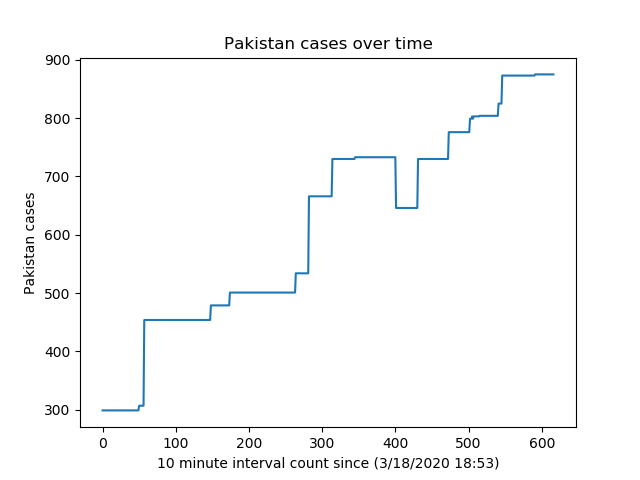 Pakistan cases over time
900
800
700
600
500
400
300
Pakistan cases
0 100 200 300 400 500 600
10 minute interval count since (3/18/2020 18:53)